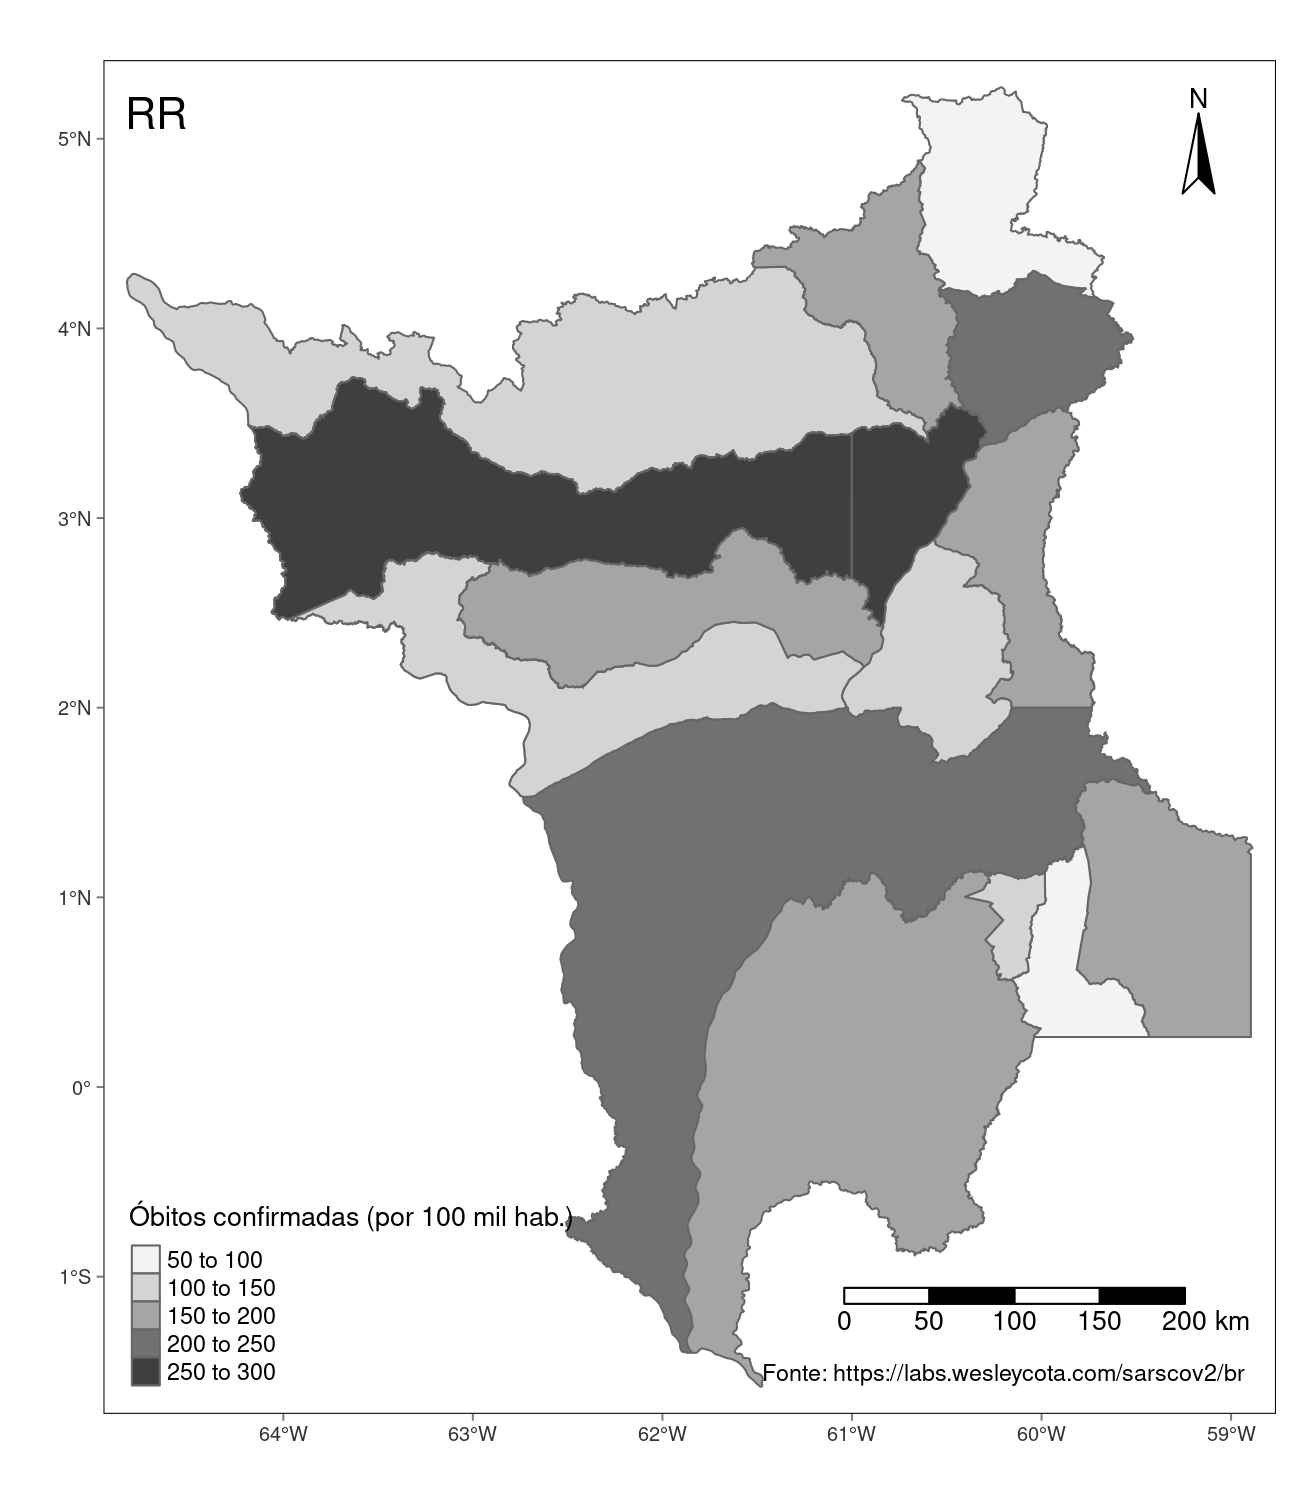 RR
N
5°N
4°N
3°N
2°N
1°N
0°
1°S
Óbitos confirmadas (por 100 mil hab.)
50 to 100
100 to 150
150 to 200
200 to 250
250 to 300
0 50 100 150 200 km
Fonte: https://labs.wesleycota.com/sarscov2/br
64°W 63°W 62°W 61°W 60°W 59°W